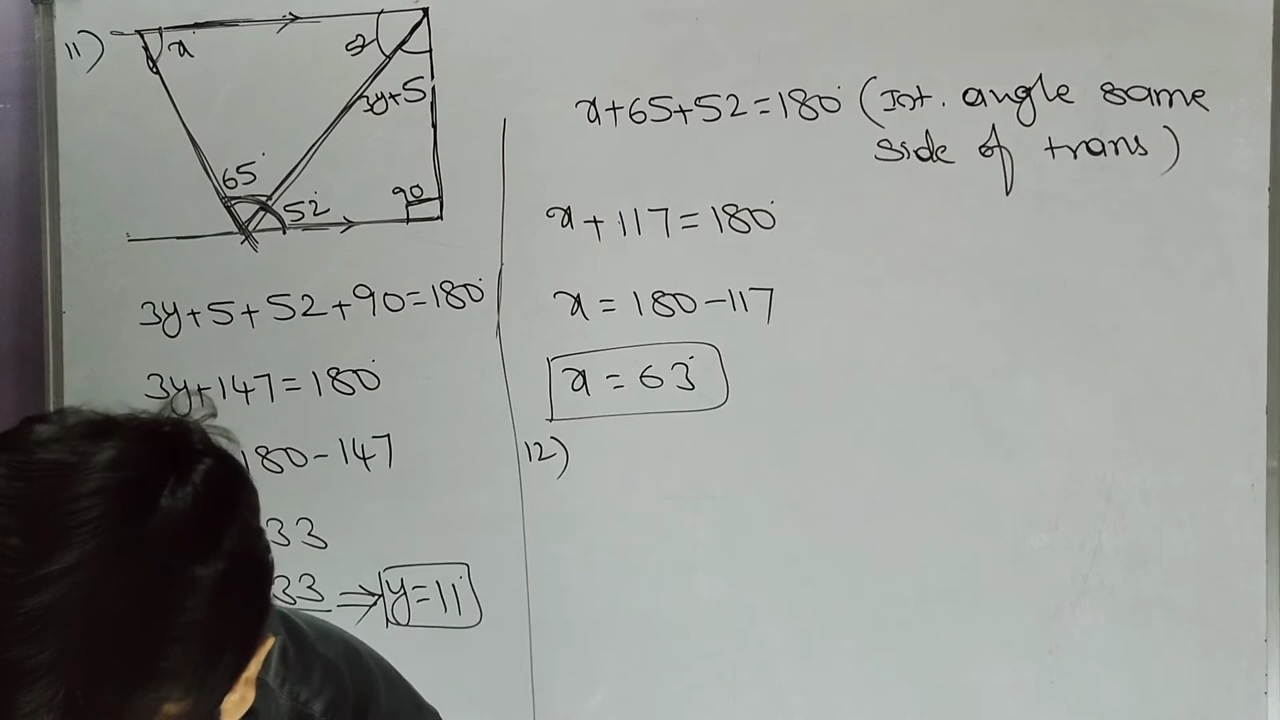 11)
x
z
3y+5
65°
52°
90
3y+5+52+90=180°
3y+147=180°
180-147
33
33 ⇒ y=11°
x+65+52=180° (Int. angle same
side of trans)
x+117=180°
x=180-117
x=63°
12)